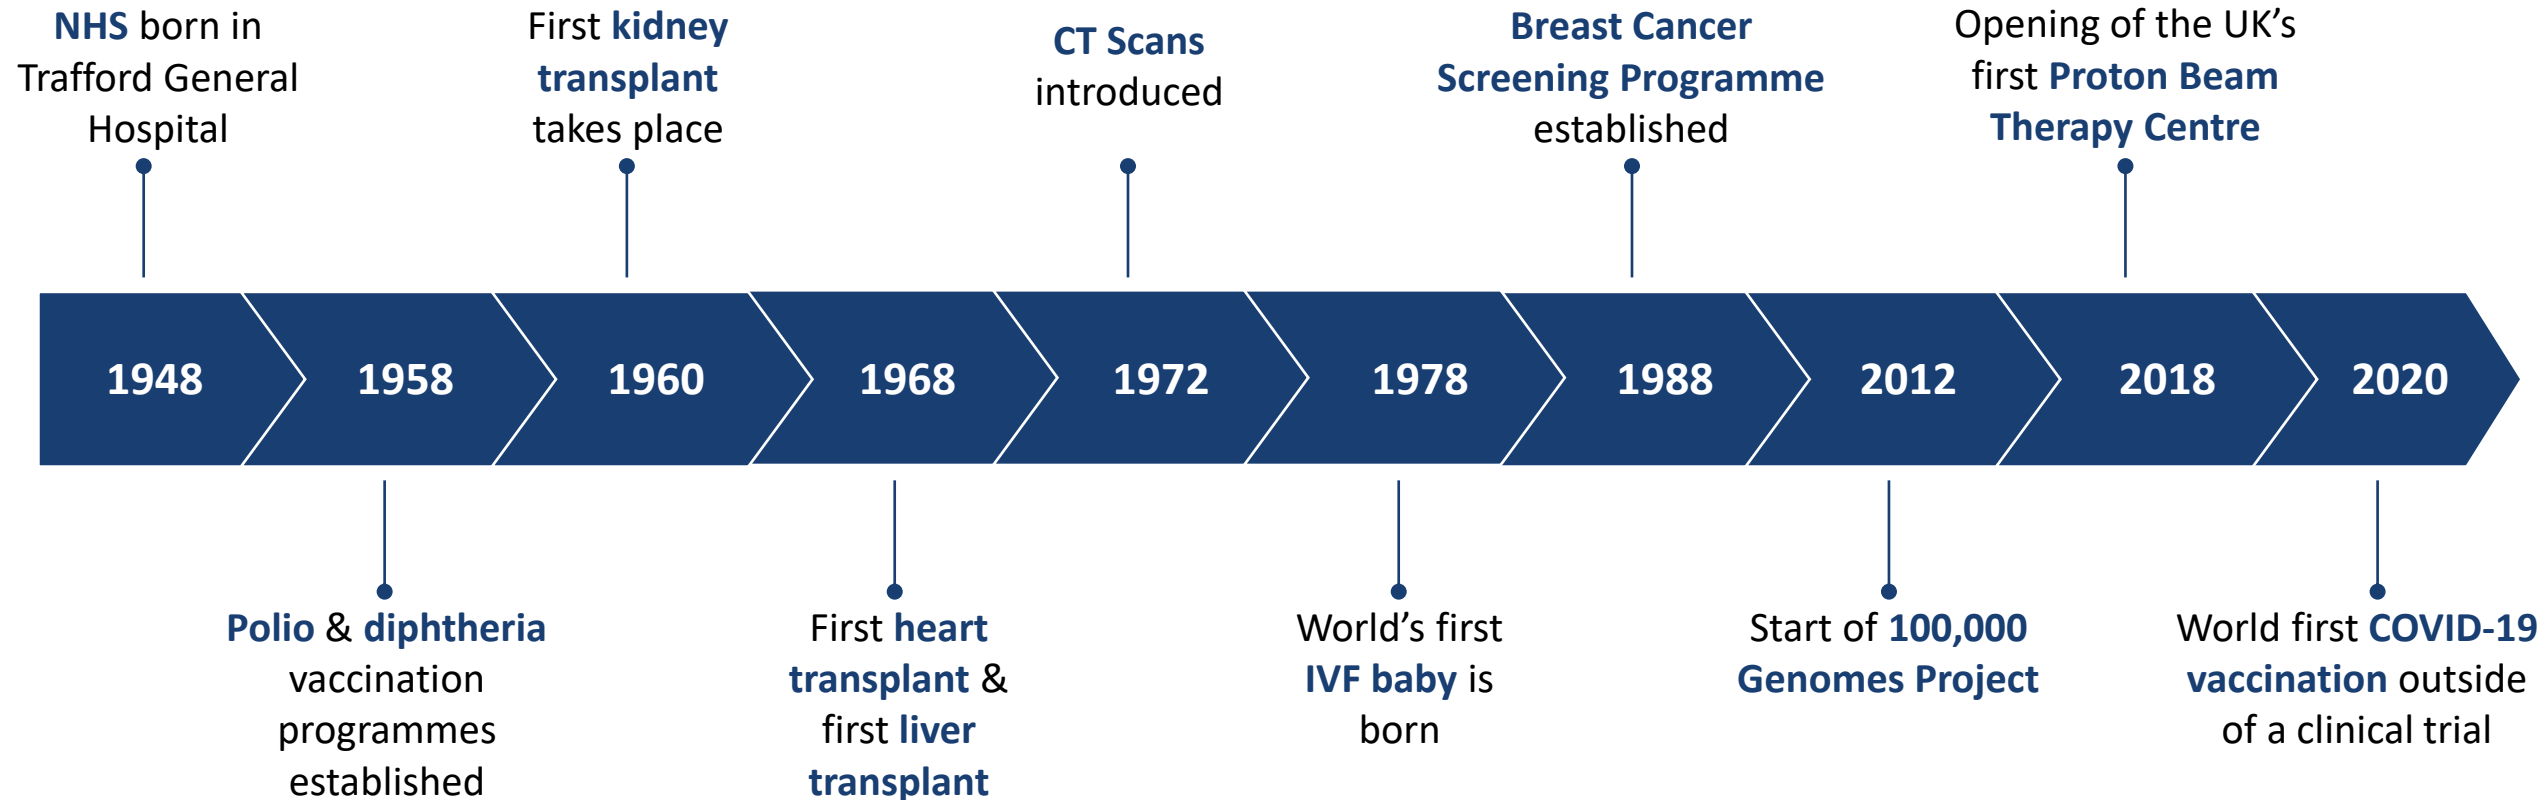 NHS born in
Trafford General
Hospital
First kidney
transplant
takes place
CT Scans
introduced
Breast Cancer
Screening Programme
established
Opening of the UK’s
first Proton Beam
Therapy Centre
1948
1958
1960
1968
1972
1978
1988
2012
2018
2020
Polio & diphtheria
vaccination
programmes
established
First heart
transplant &
first liver
transplant
World’s first
IVF baby is
born
Start of 100,000
Genomes Project
World first COVID-19
vaccination outside
of a clinical trial